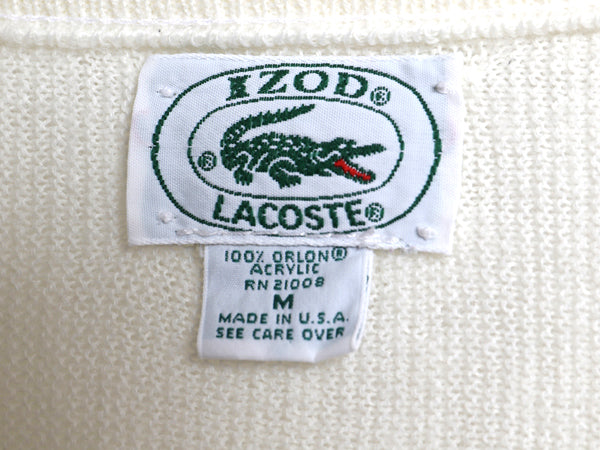 IZOD®
®
LACOSTE®
100% ORLON®
ACRYLIC
RN 21008
M
MADE IN U.S.A.
SEE CARE OVER